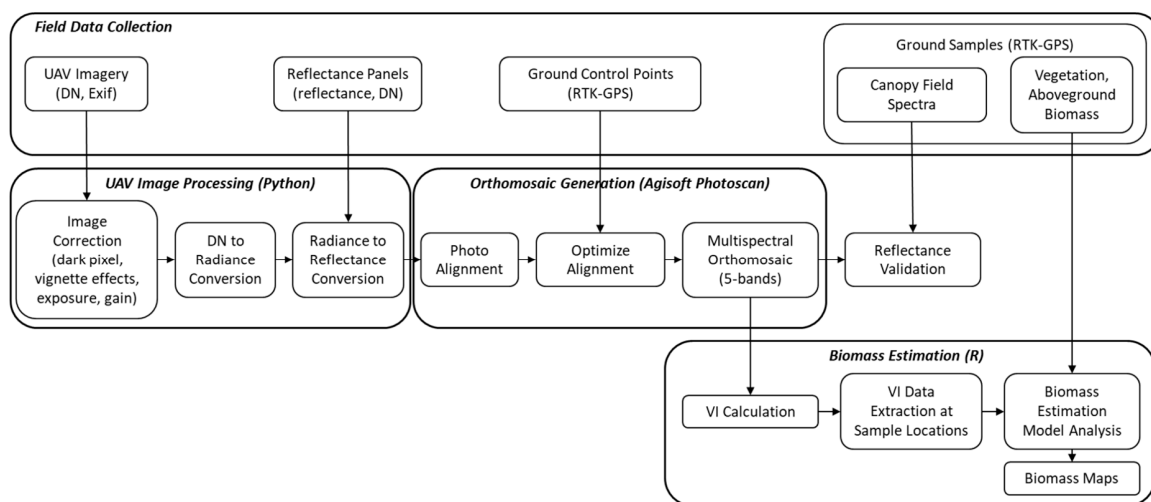 Field Data Collection
UAV Imagery
(DN, Exif)
Reflectance Panels
(reflectance, DN)
Ground Control Points
(RTK-GPS)
Ground Samples (RTK-GPS)
Canopy Field
Spectra
Vegetation,
Aboveground
Biomass
UAV Image Processing (Python)
Image
Correction
(dark pixel,
vignette effects,
exposure, gain)
DN to
Radiance
Conversion
Radiance to
Reflectance
Conversion
Orthomosaic Generation (Agisoft Photoscan)
Photo
Alignment
Optimize
Alignment
Multispectral
Orthomosaic
(5-bands)
Reflectance
Validation
Biomass Estimation (R)
VI Calculation
VI Data
Extraction at
Sample Locations
Biomass
Estimation
Model Analysis
Biomass Maps